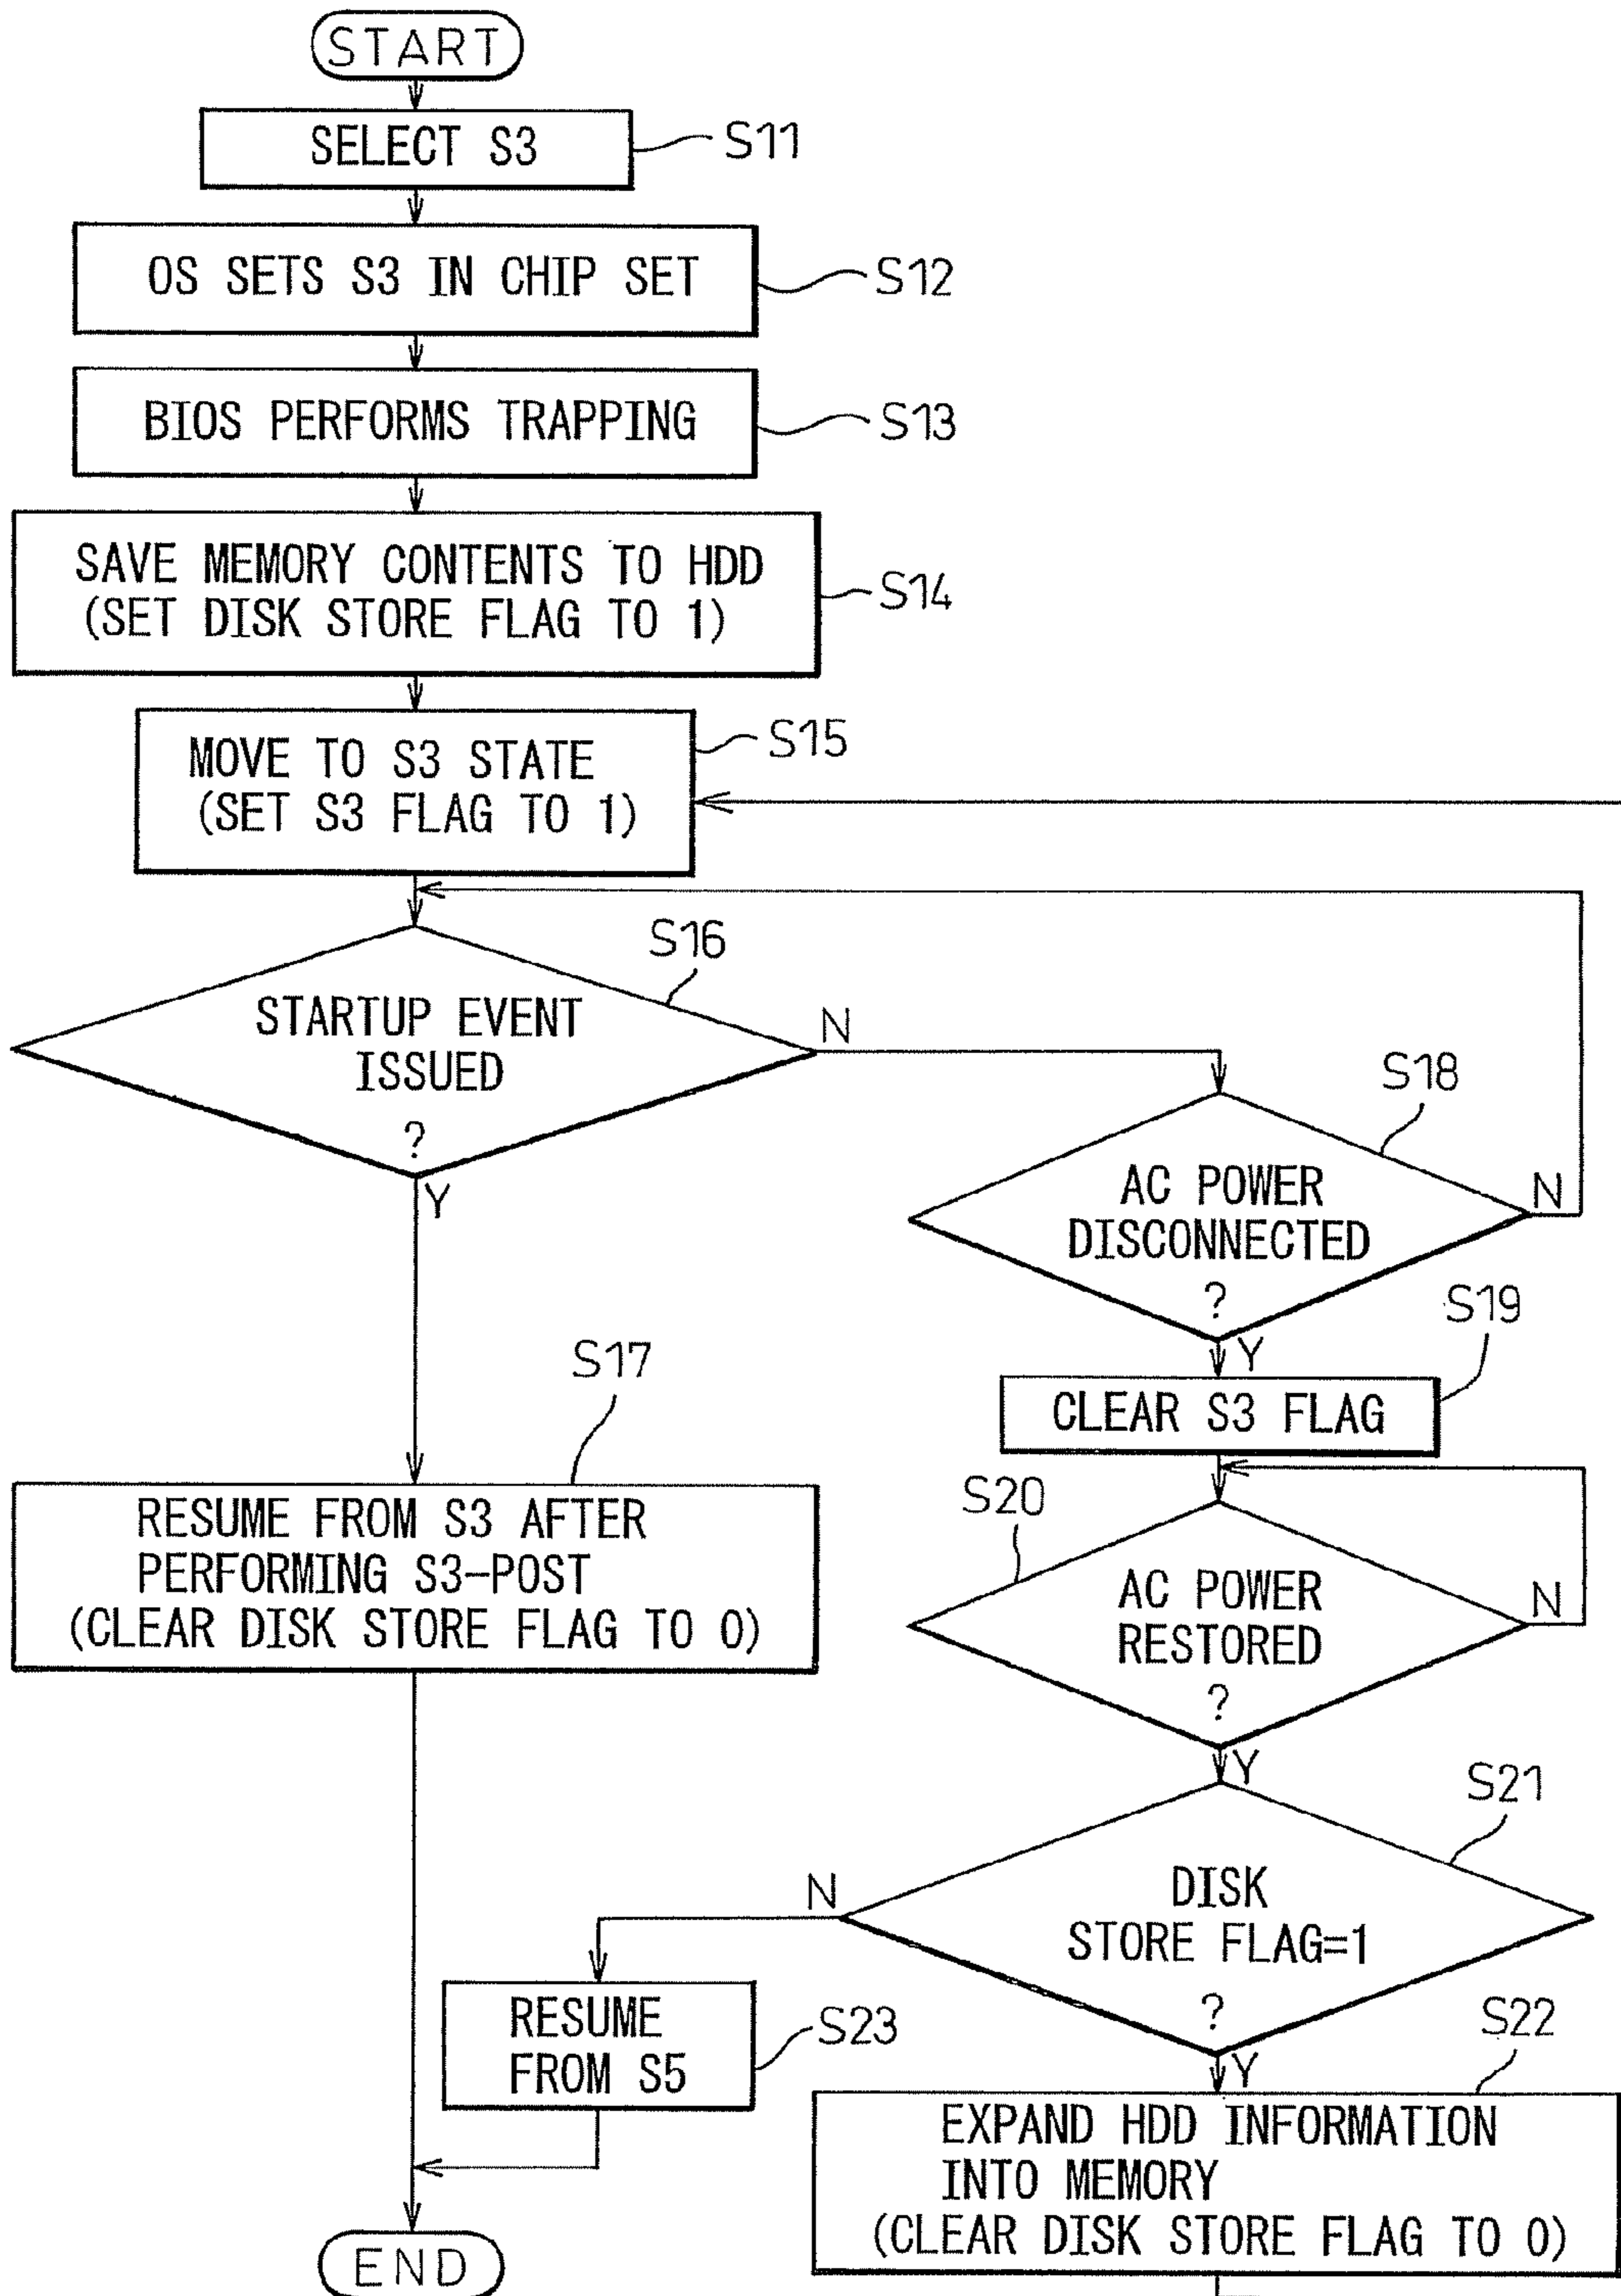 START
SELECT S3
S11
OS SETS S3 IN CHIP SET
S12
BIOS PERFORMS TRAPPING
S13
SAVE MEMORY CONTENTS TO HDD
(SET DISK STORE FLAG TO 1)
S14
MOVE TO S3 STATE
(SET S3 FLAG TO 1)
S15
S16
STARTUP EVENT
ISSUED
?
N
Y
S18
AC POWER
DISCONNECTED
?
N
Y
S19
CLEAR S3 FLAG
S17
RESUME FROM S3 AFTER
PERFORMING S3-POST
(CLEAR DISK STORE FLAG TO 0)
S20
AC POWER
RESTORED
?
N
Y
S21
DISK
STORE FLAG=1
?
N
Y
RESUME
FROM S5
S23
S22
EXPAND HDD INFORMATION
INTO MEMORY
(CLEAR DISK STORE FLAG TO 0)
END